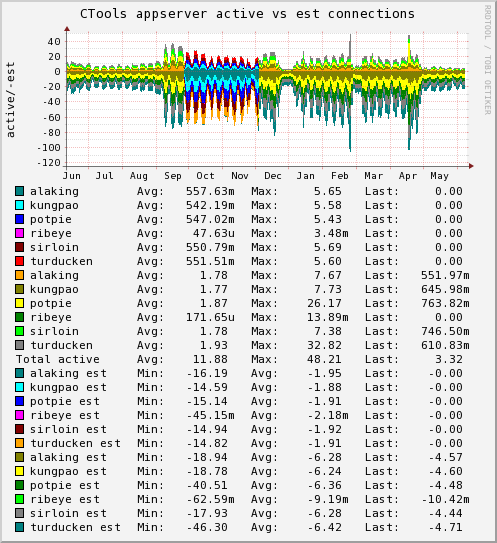 CTools appserver active vs est connections
RRDTOOL / TOBI OETIKER
active/-est
40
20
0
-20
-40
-60
-80
-100
-120
Jun Jul Aug Sep Oct Nov Dec Jan Feb Mar Apr May
alaking Avg: 557.63m Max: 5.65 Last: 0.00
kungpao Avg: 542.19m Max: 5.58 Last: 0.00
potpie Avg: 547.02m Max: 5.43 Last: 0.00
ribeye Avg: 47.63u Max: 3.48m Last: 0.00
sirloin Avg: 550.79m Max: 5.69 Last: 0.00
turducken Avg: 551.51m Max: 5.60 Last: 0.00
alaking Avg: 1.78 Max: 7.67 Last: 551.97m
kungpao Avg: 1.77 Max: 7.73 Last: 645.98m
potpie Avg: 1.87 Max: 26.17 Last: 763.82m
ribeye Avg: 171.65u Max: 13.89m Last: 0.00
sirloin Avg: 1.78 Max: 7.38 Last: 746.50m
turducken Avg: 1.93 Max: 32.82 Last: 610.83m
Total active Avg: 11.88 Max: 48.21 Last: 3.32
alaking est Min: -16.19 Avg: -1.95 Last: -0.00
kungpao est Min: -14.59 Avg: -1.88 Last: -0.00
potpie est Min: -15.14 Avg: -1.91 Last: -0.00
ribeye est Min: -45.15m Avg: -2.18m Last: -0.00
sirloin est Min: -14.94 Avg: -1.92 Last: -0.00
turducken est Min: -14.82 Avg: -1.91 Last: -0.00
alaking est Min: -18.94 Avg: -6.28 Last: -4.57
kungpao est Min: -18.78 Avg: -6.24 Last: -4.60
potpie est Min: -40.51 Avg: -6.36 Last: -4.48
ribeye est Min: -62.59m Avg: -9.19m Last: -10.42m
sirloin est Min: -17.93 Avg: -6.28 Last: -4.44
turducken est Min: -46.30 Avg: -6.42 Last: -4.71